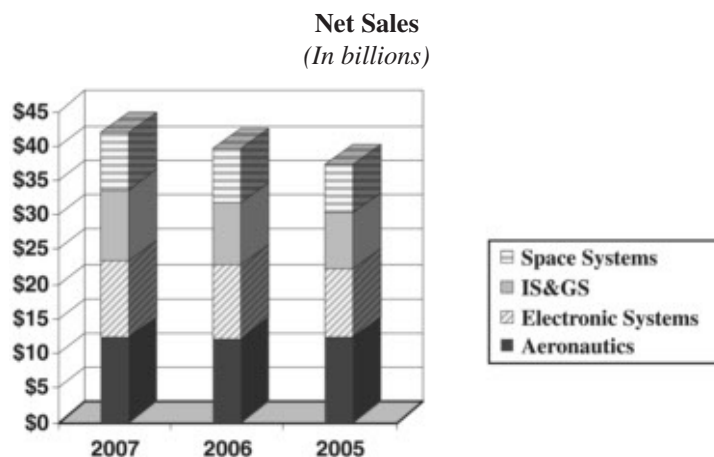 Net Sales
(In billions)
$45
$40
$35
$30
$25
$20
$15
$10
$5
$0
2007 2006 2005
Space Systems
IS&GS
Electronic Systems
Aeronautics